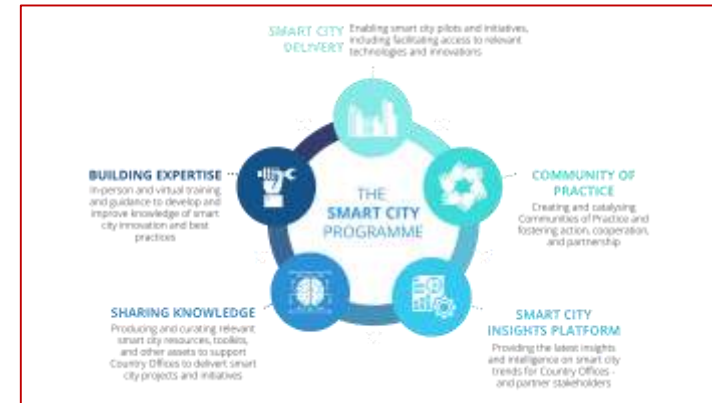 SMART CITY
DELIVERY
Enabling smart city pilots and initiatives,
including facilitating access to relevant
technologies and innovations
BUILDING EXPERTISE
In-person and virtual training
and guidance to develop and
improve knowledge of smart
city innovation and best
practices
THE
SMART CITY
PROGRAMME
COMMUNITY OF
PRACTICE
Creating and catalysing
Communities of Practice and
fostering action, cooperation,
and partnership
SHARING KNOWLEDGE
Producing and curating relevant
smart city resources, toolkits,
and other assets to support
Country Offices to delivert smart
city projects and initiatives
SMART CITY
INSIGHTS PLATFORM
Providing the latest insights
and intelligence on smart city
trends for Country Offices -
and partner stakeholders